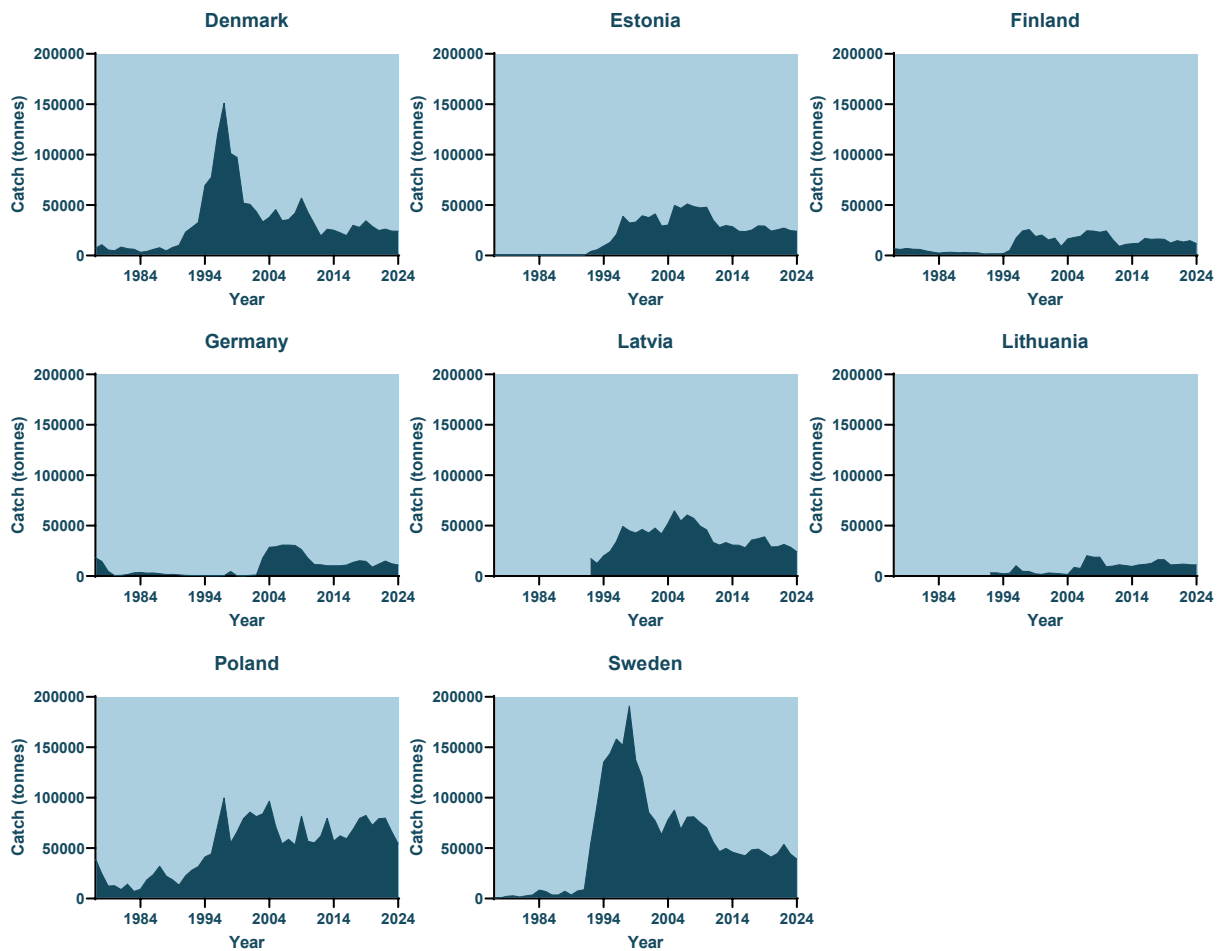 Denmark
Estonia
Finland
200000
150000
100000
50000
0
Catch (tonnes)
1984 1994 2004 2014 2024
Year
200000
150000
100000
50000
0
Catch (tonnes)
1984 1994 2004 2014 2024
Year
200000
150000
100000
50000
0
Catch (tonnes)
1984 1994 2004 2014 2024
Year
Germany
Latvia
Lithuania
200000
150000
100000
50000
0
Catch (tonnes)
1984 1994 2004 2014 2024
Year
200000
150000
100000
50000
0
Catch (tonnes)
1984 1994 2004 2014 2024
Year
200000
150000
100000
50000
0
Catch (tonnes)
1984 1994 2004 2014 2024
Year
Poland
Sweden
200000
150000
100000
50000
0
Catch (tonnes)
1984 1994 2004 2014 2024
Year
200000
150000
100000
50000
0
Catch (tonnes)
1984 1994 2004 2014 2024
Year